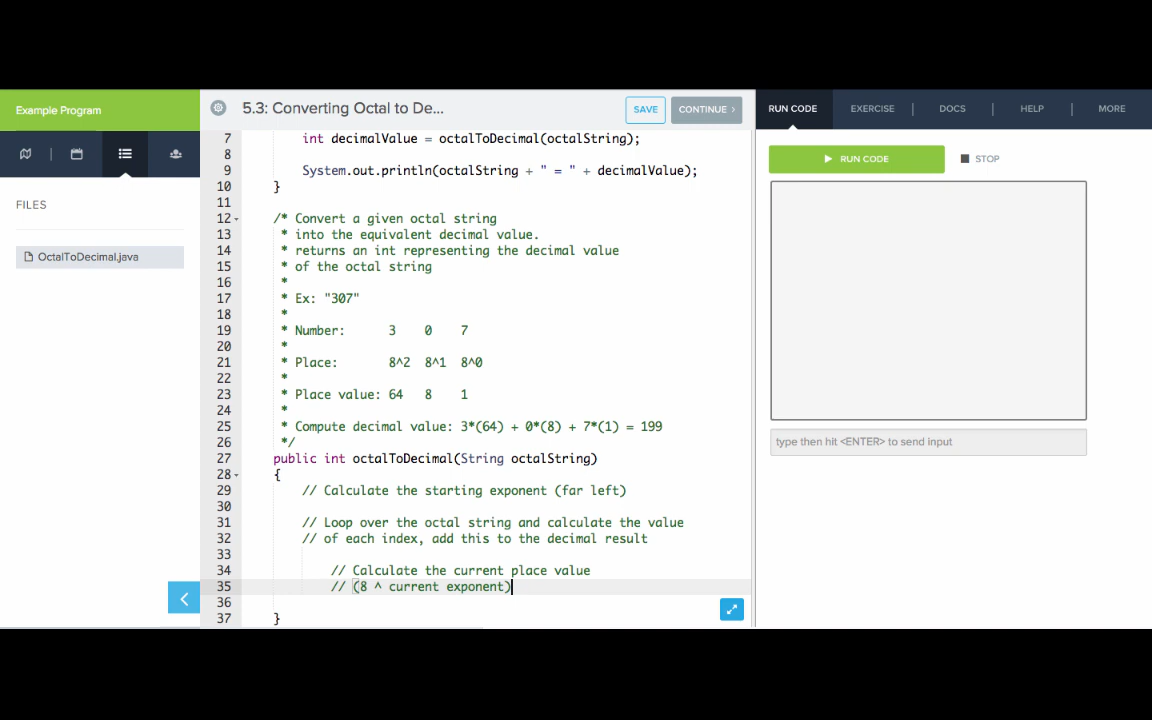 Example Program
5.3: Converting Octal to De...
SAVE
CONTINUE >
RUN CODE
EXERCISE
DOCS
HELP
MORE
RUN CODE
STOP
FILES
OctalToDecimal.java
7 int decimalValue = octalToDecimal(octalString);
8
9 System.out.println(octalString + " = " + decimalValue);
10 }
11
12 /* Convert a given octal string
13 * into the equivalent decimal value.
14 * returns an int representing the decimal value
15 * of the octal string
16 *
17 * Ex: "307"
18 *
19 * Number: 3 0 7
20 *
21 * Place: 8^2 8^1 8^0
22 *
23 * Place value: 64 8 1
24 *
25 * Compute decimal value: 3*(64) + 0*(8) + 7*(1) = 199
26 */
27 public int octalToDecimal(String octalString)
28 {
29 // Calculate the starting exponent (far left)
30
31 // Loop over the octal string and calculate the value
32 // of each index, add this to the decimal result
33
34 // Calculate the current place value
35 // (8 ^ current exponent)
36
37 }
type then hit <ENTER> to send input